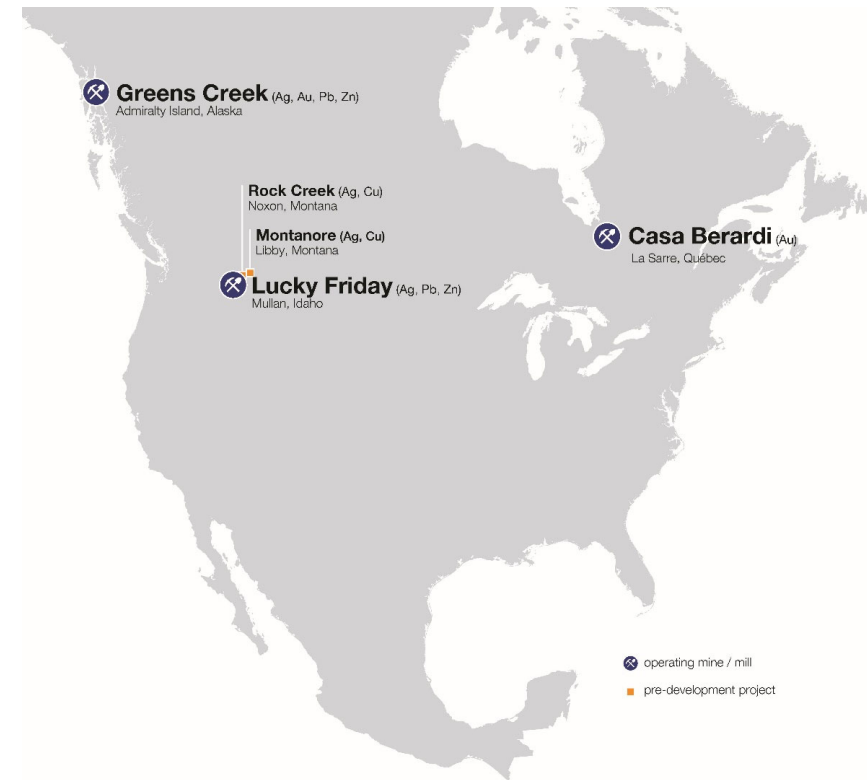 Greens Creek (Ag, Au, Pb, Zn)
Admiralty Island, Alaska
Rock Creek (Ag, Cu)
Noxon, Montana
Montanore (Ag, Cu)
Libby, Montana
Casa Berardi (Au)
La Sarre, Québec
Lucky Friday (Ag, Pb, Zn)
Mullan, Idaho
operating mine / mill
pre-development project